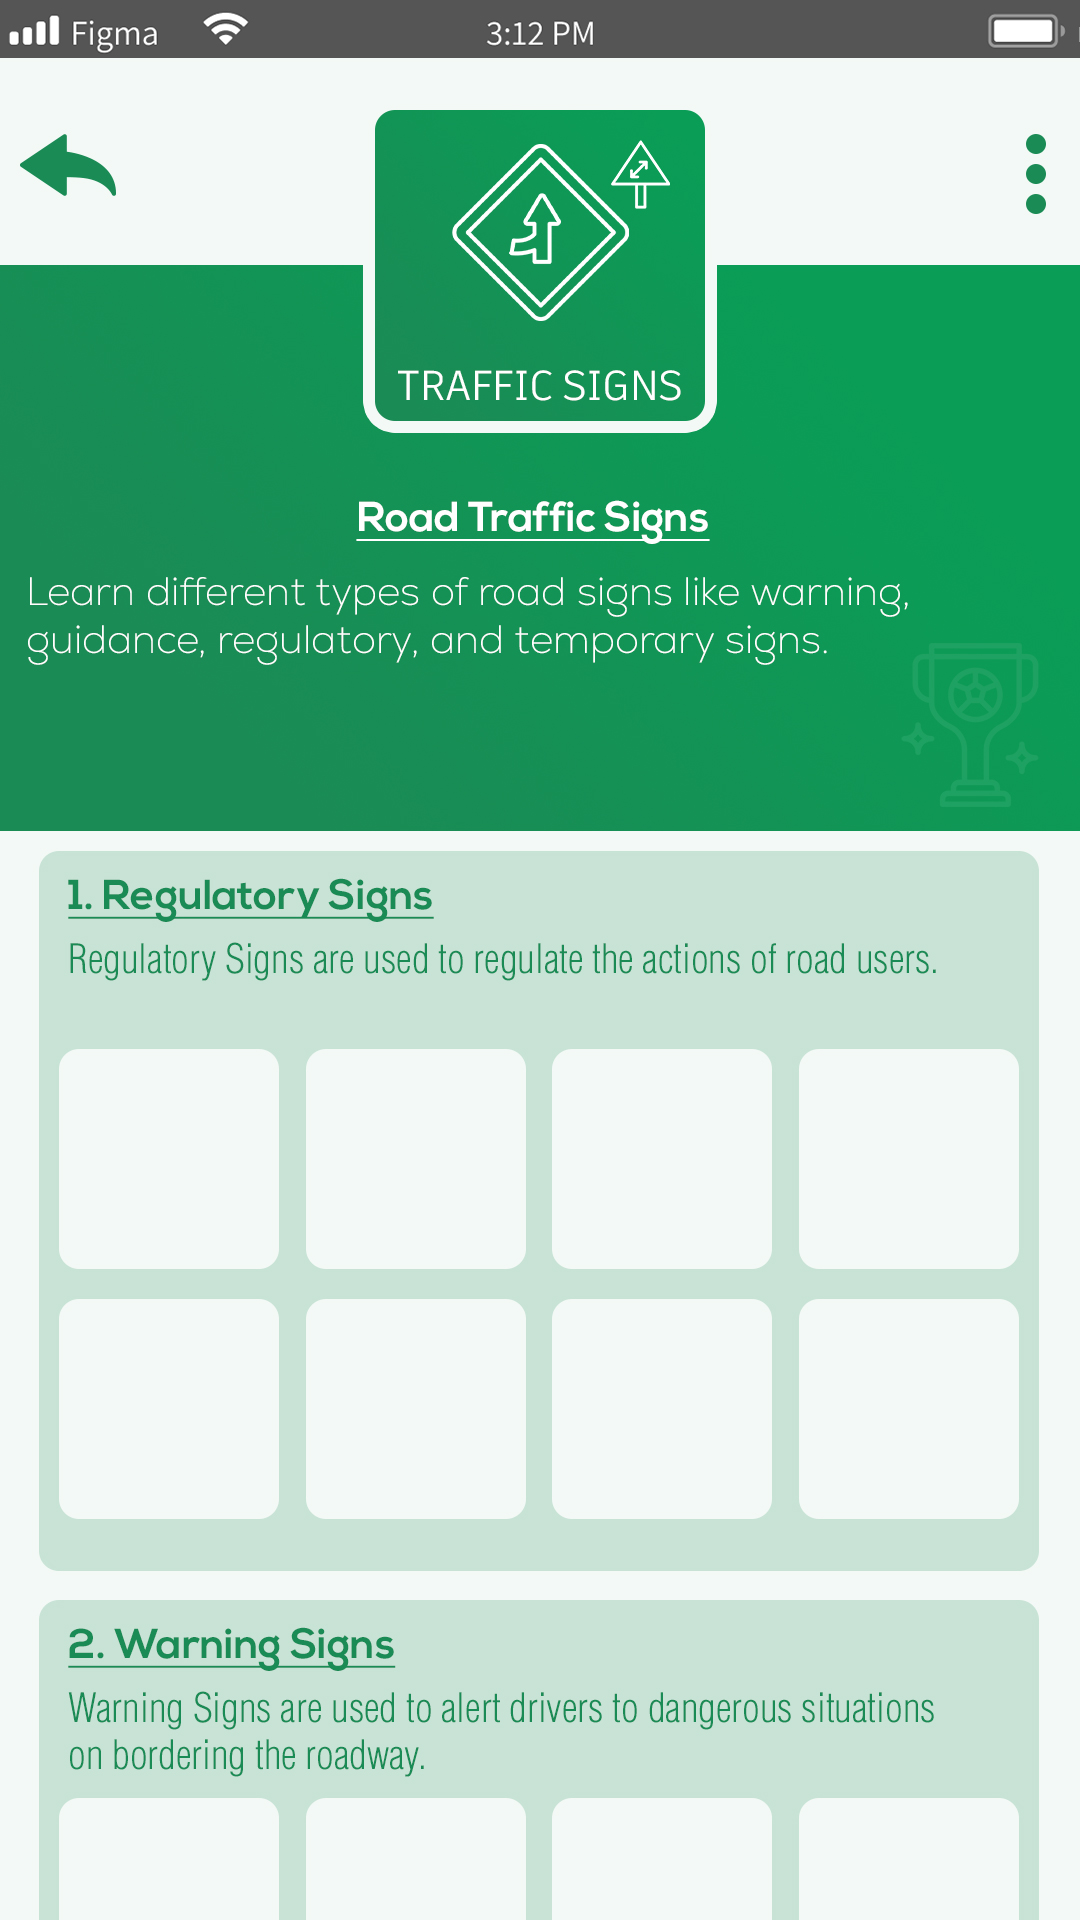 Figma
3:12 PM
TRAFFIC SIGNS
Road Traffic Signs
Learn different types of road signs like warning,
guidance, regulatory, and temporary signs.
1. Regulatory Signs
Regulatory Signs are used to regulate the actions of road users.
2. Warning Signs
Warning Signs are used to alert drivers to dangerous situations
on bordering the roadway.